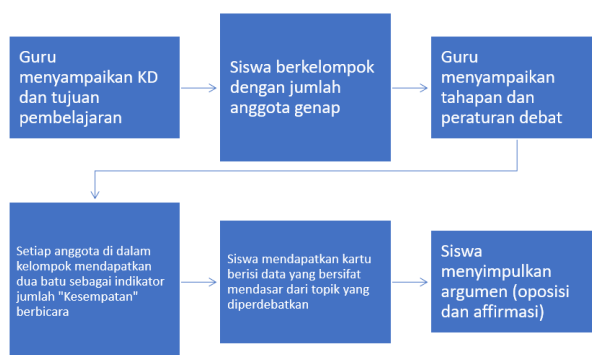 Guru
menyampaikan KD
dan tujuan
pembelajaran
Siswa berkelompok
dengan jumlah
anggota genap
Guru
menyampaikan
tahapan dan
peraturan debat
Setiap anggota di dalam
kelompok mendapatkan
dua batu sebagai indikator
jumlah "Kesempatan"
berbicara
Siswa mendapatkan kartu
berisi data yang bersifat
mendasar dari topik yang
diperdebatkan
Siswa
menyimpulkan
argumen (oposisi
dan affirmasi)